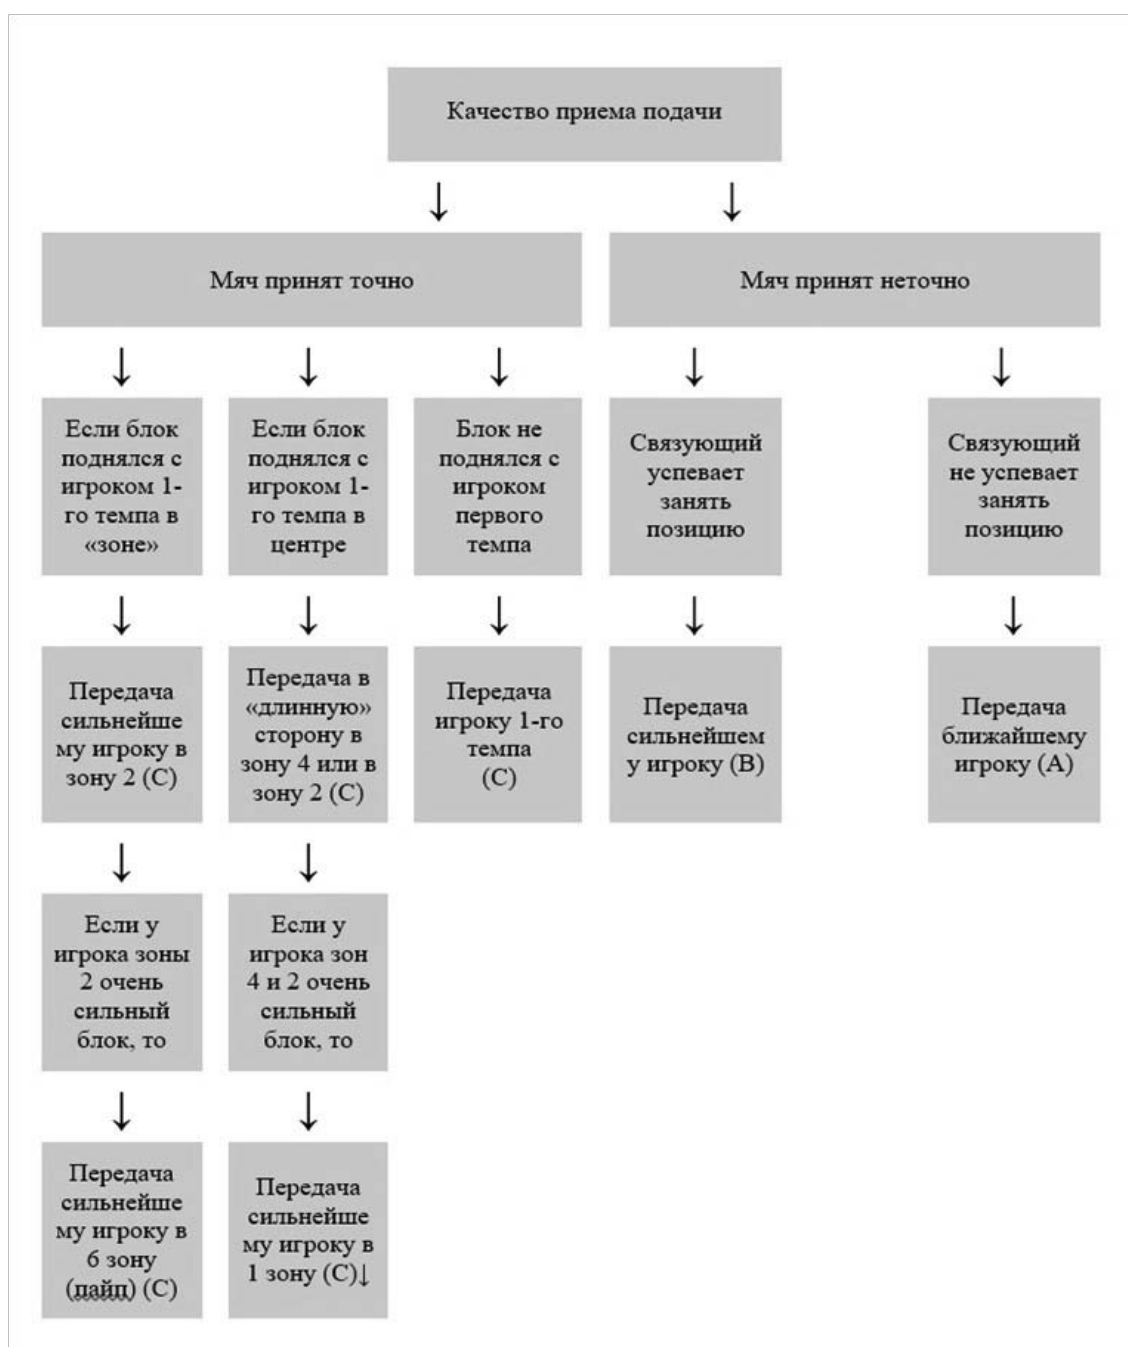 Качество приема подачи
Мяч принят точно
Мяч принят неточно
Если блок
поднялся с
игроком 1-
го темпа в
«зоне»
Если блок
поднялся с
игроком 1-
го темпа в
центре
Блок не
поднялся с
игроком
первого
темпа
Связующий
успевает
занять
позицию
Связующий
не успевает
занять
позицию
Передача
сильнейше
му игроку в
зону 2 (С)
Передача в
«длинную»
сторону в
зону 4 или в
зону 2 (С)
Передача
игроку 1-го
темпа
(С)
Передача
сильнейшем
у игроку (В)
Передача
ближайшему
игроку (А)
Если у
игрока зоны
2 очень
сильный
блок, то
Если у
игрока зон
4 и 2 очень
сильный
блок, то
Передача
сильнейше
му игроку в
6 зону
(пайп) (С)
Передача
сильнейше
му игроку в
1 зону (С)↓